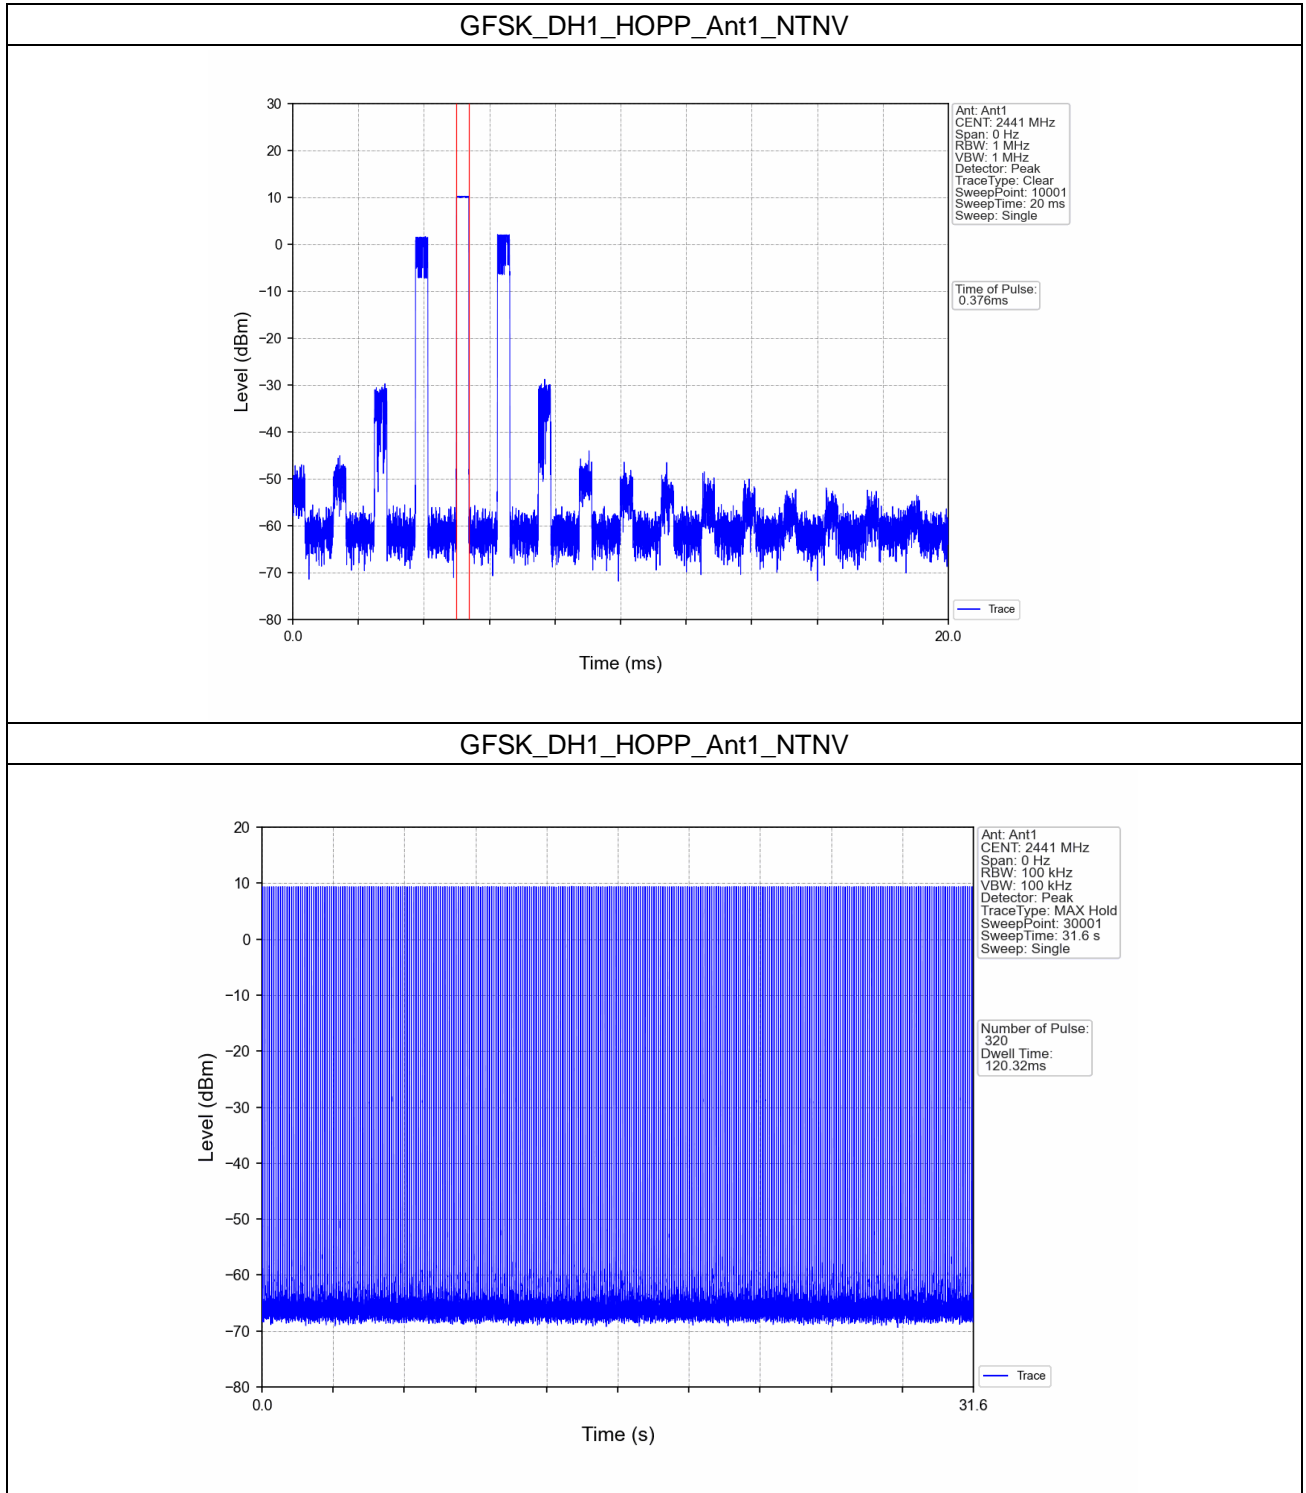 GFSK_DH1_HOPP_Ant1_NTNV
30
20
10
0
−10
−20
−30
−40
−50
−60
−70
−80
Level (dBm)
0.0
20.0
Time (ms)
Ant: Ant1
CENT: 2441 MHz
Span: 0 Hz
RBW: 1 MHz
VBW: 1 MHz
Detector: Peak
TraceType: Clear
SweepPoint: 10001
SweepTime: 20 ms
Sweep: Single
Time of Pulse:
0.376ms
Trace
GFSK_DH1_HOPP_Ant1_NTNV
20
10
0
−10
−20
−30
−40
−50
−60
−70
−80
Level (dBm)
0.0
31.6
Time (s)
Ant: Ant1
CENT: 2441 MHz
Span: 0 Hz
RBW: 100 kHz
VBW: 100 kHz
Detector: Peak
TraceType: MAX Hold
SweepPoint: 30001
SweepTime: 31.6 s
Sweep: Single
Number of Pulse:
320
Dwell Time:
120.32ms
Trace